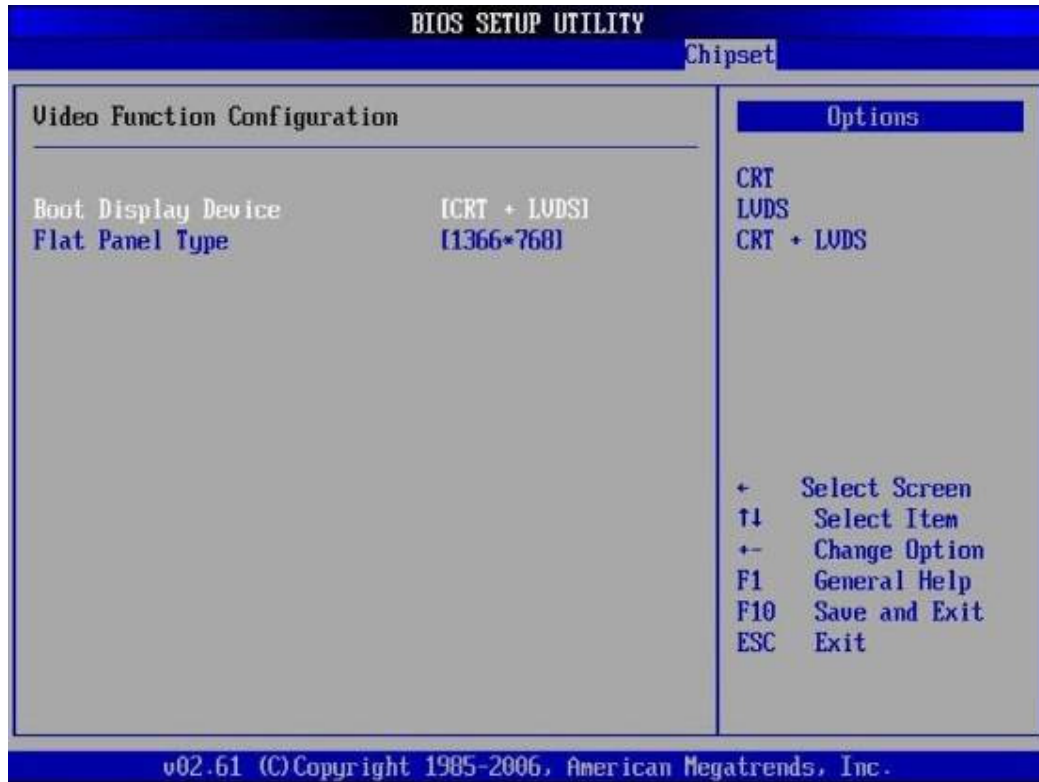 BIOS SETUP UTILITY
Chipset
Video Function Configuration
Boot Display Device [CRT + LVDS]
Flat Panel Type [1366*768]
Options
CRT
LVDS
CRT + LVDS
← Select Screen
↑↓ Select Item
+- Change Option
F1 General Help
F10 Save and Exit
ESC Exit
v02.61 (C)Copyright 1985-2006, American Megatrends, Inc.